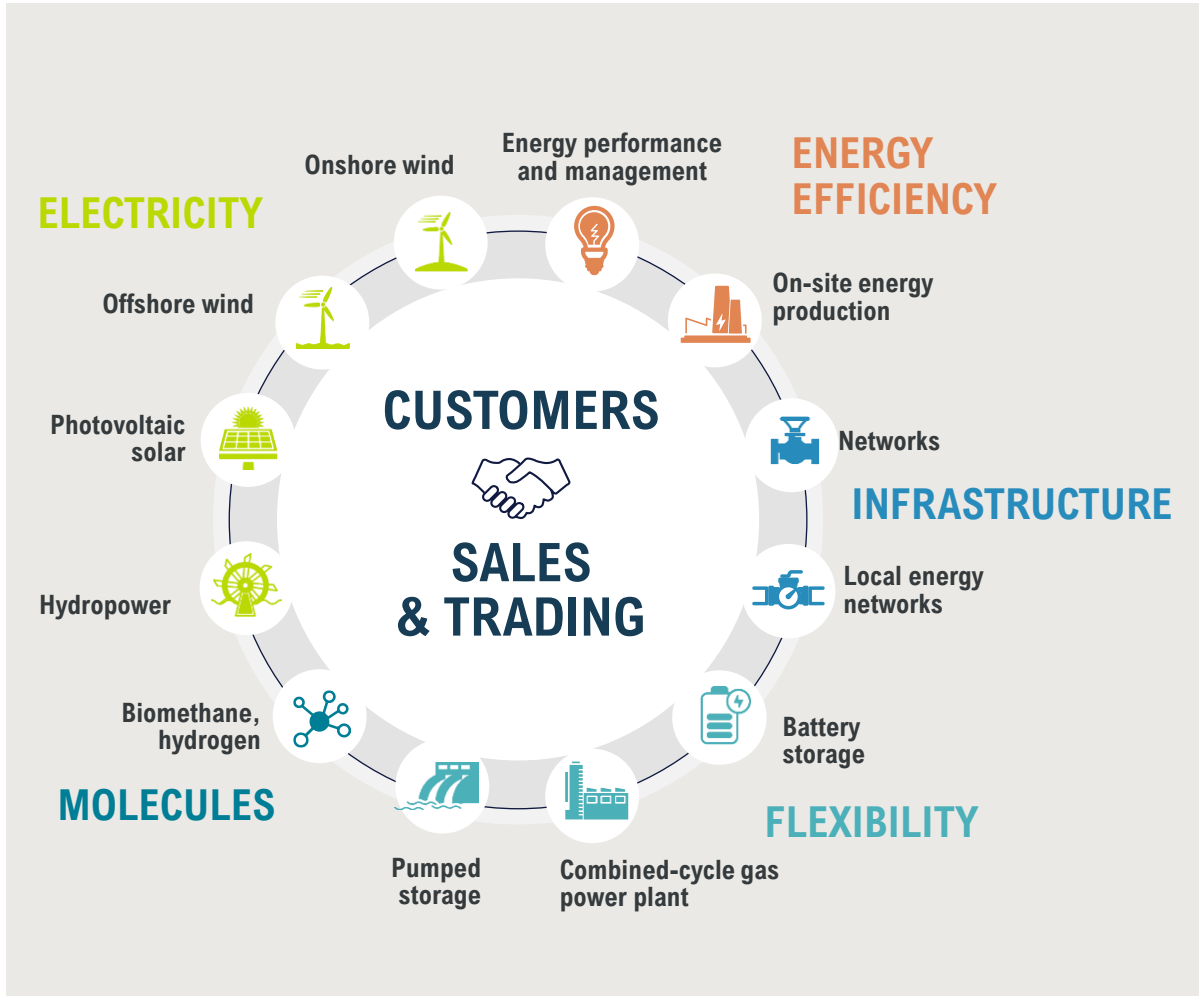 Onshore wind
Energy performance
and management
ENERGY
EFFICIENCY
ELECTRICITY
Offshore wind
On-site energy
production
Photovoltaic
solar
CUSTOMERS
Networks
INFRASTRUCTURE
SALES
& TRADING
Hydropower
Local energy
networks
Biomethane,
hydrogen
MOLECULES
Battery
storage
FLEXIBILITY
Pumped
storage
Combined-cycle gas
power plant